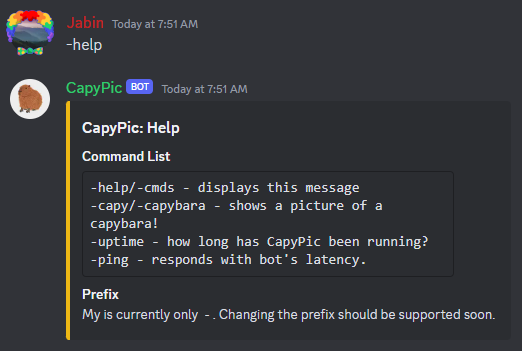 Jabin Today at 7:51 AM
-help
CapyPic BOT Today at 7:51 AM
CapyPic: Help
Command List
-help/-cmds - displays this message
-capy/-capybara - shows a picture of a
capybara!
-uptime - how long has CapyPic been running?
-ping - responds with bot's latency.
Prefix
My is currently only -. Changing the prefix should be supported soon.